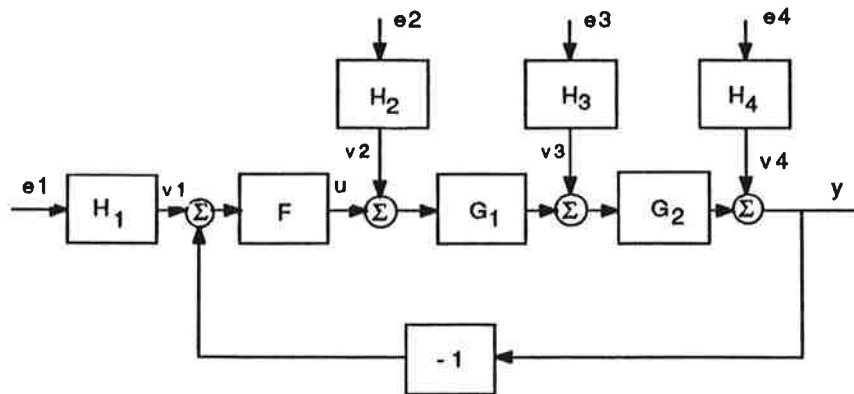 e2
e3
e4
H2
H3
H4
v2
v3
v4
e1
H1
v1
Σ
F
u
Σ
G1
Σ
G2
Σ
y
- 1